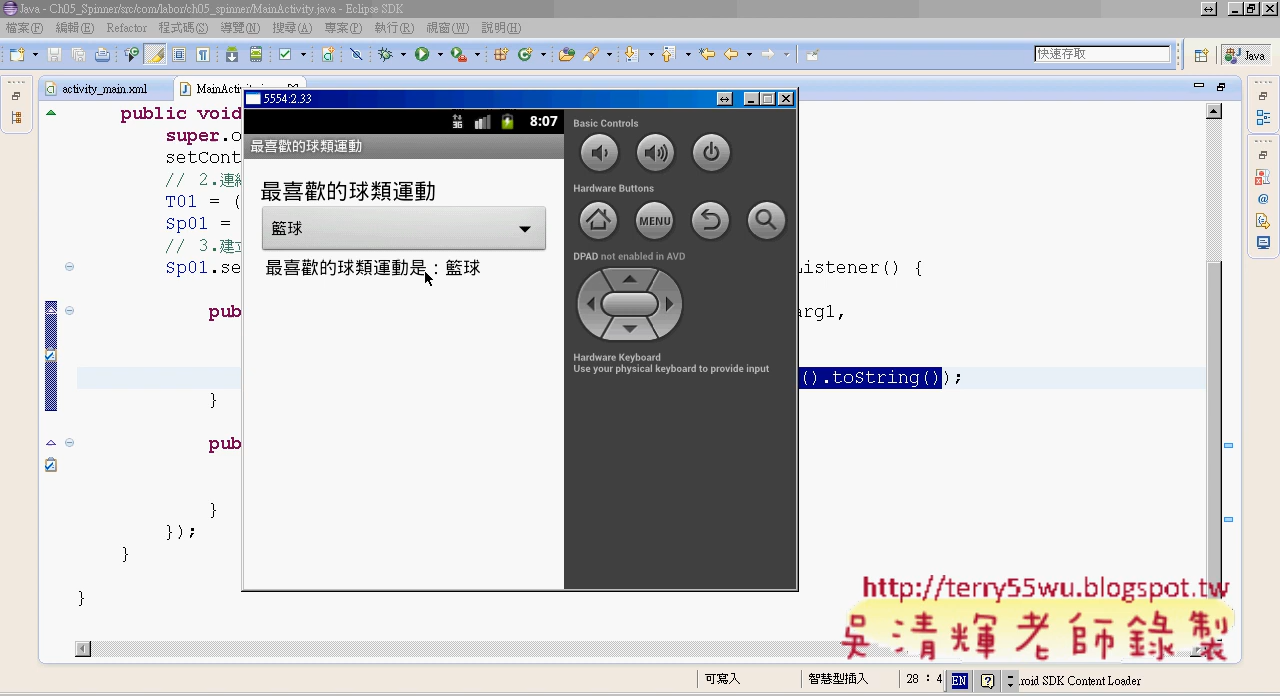 Java - Ch05_Spinner/src/com/labor/ch05_spinner/MainActivity.java - Eclipse SDK
檔案(F) 編輯(E) Refactor 程式碼(S) 導覽(N) 搜尋(A) 專案(P) 執行(R) 視窗(W) 說明(H)
快速存取
Java
activity_main.xml
MainActi
5554:2.33
public void
super.o
setCont
// 2.連結
T01 = (
Sp01 =
// 3.建立
Sp01.se
istener() {
pub
arg1,
().toString());
}
pub
}
});
}
}
3G
8:07
最喜歡的球類運動
最喜歡的球類運動
籃球
最喜歡的球類運動是：籃球
Basic Controls
Hardware Buttons
MENU
DPAD not enabled in AVD
Hardware Keyboard
Use your physical keyboard to provide input
http://terry55wu.blogspot.tw
吳清輝老師錄製
可寫入
智慧型插入
28 : 4
EN
roid SDK Content Loader